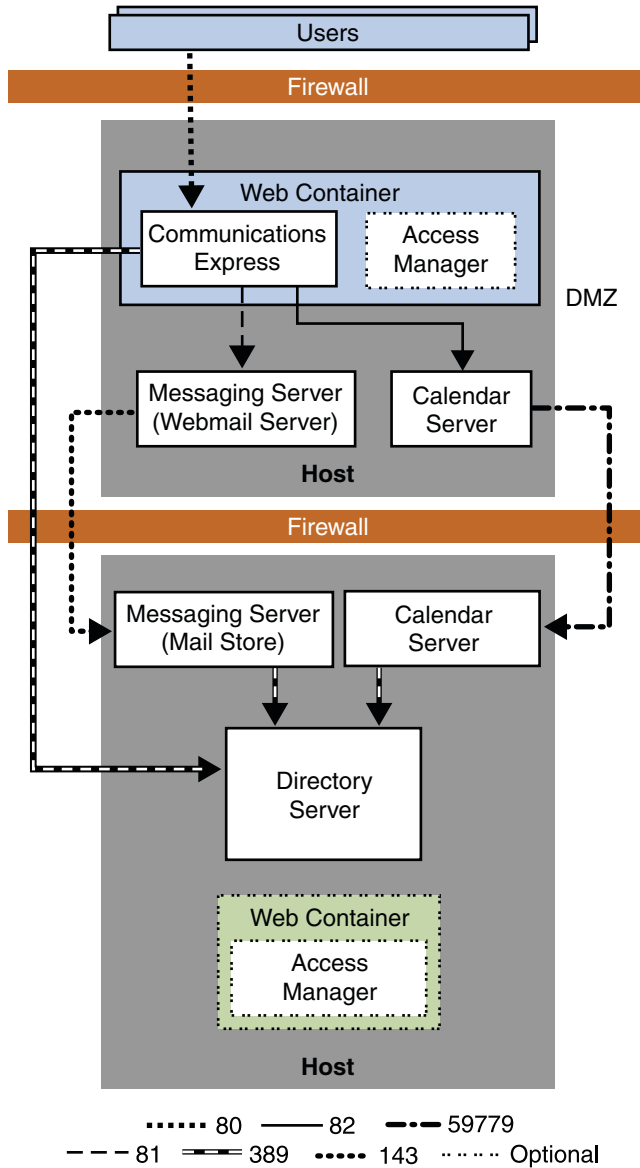 Users
Firewall
Web Container
Communications
Express
Access
Manager
DMZ
Messaging Server
(Webmail Server)
Calendar
Server
Host
Firewall
Messaging Server
(Mail Store)
Calendar
Server
Directory
Server
Web Container
Access
Manager
Host
80 82 59779
81 389 143 Optional